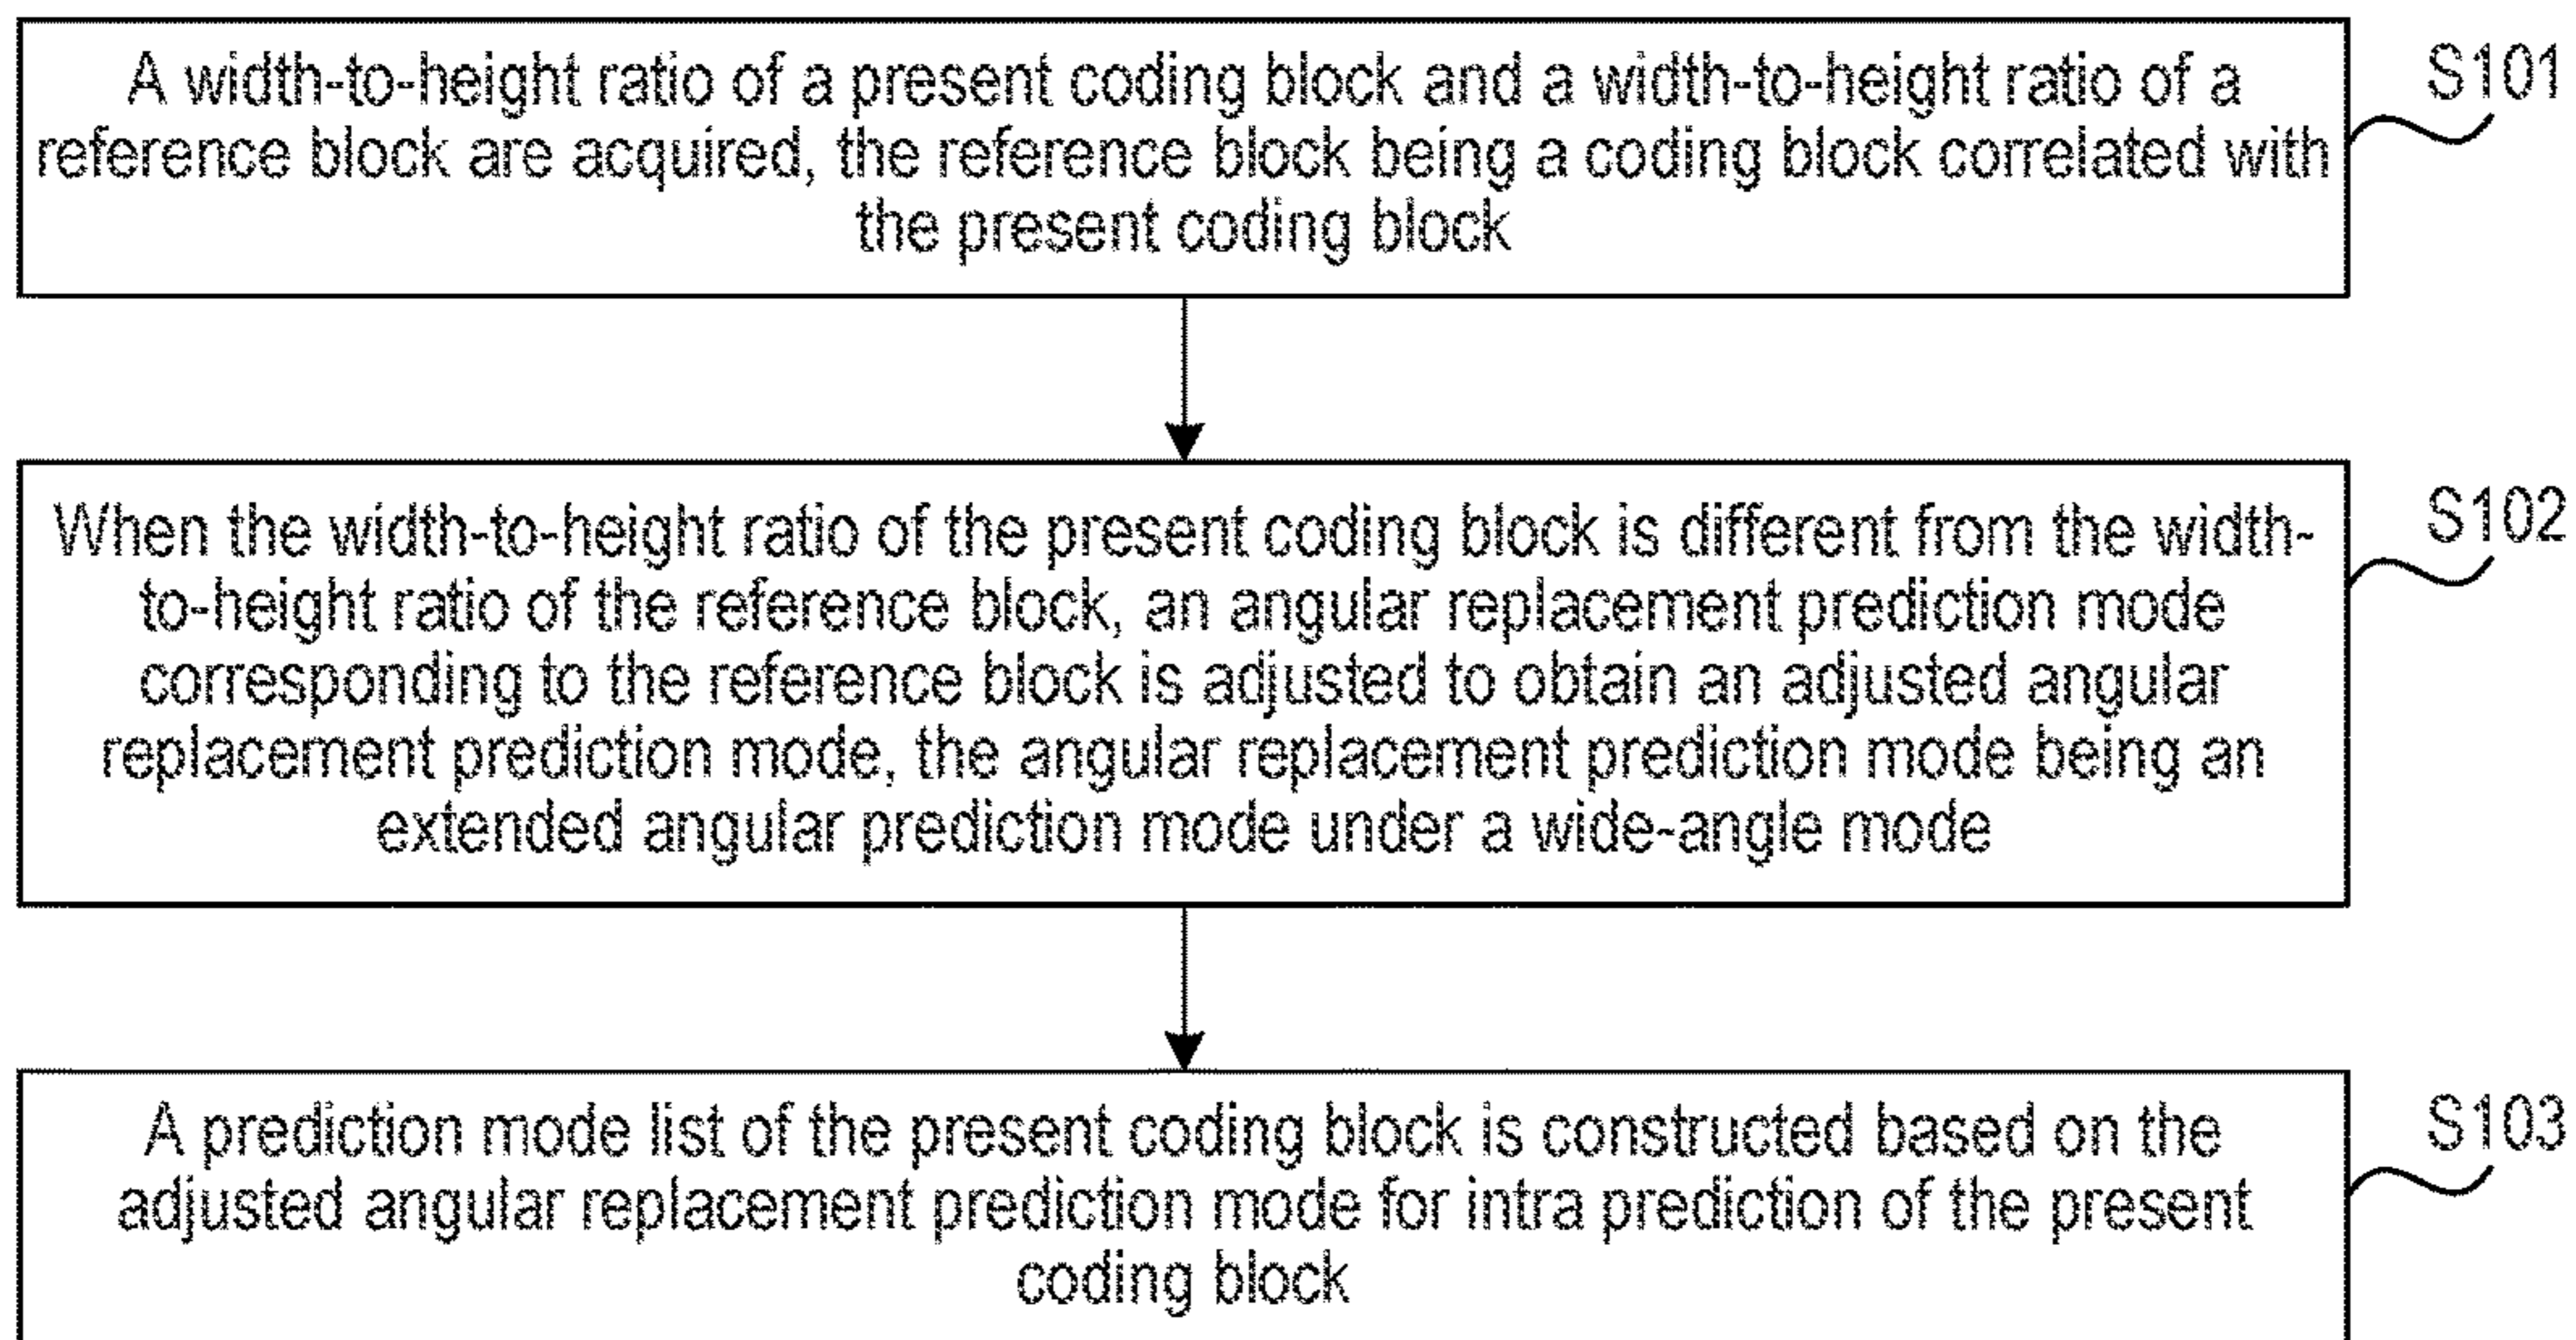 A width-to-height ratio of a present coding block and a width-to-height ratio of a
reference block are acquired, the reference block being a coding block correlated with
the present coding block
S101
When the width-to-height ratio of the present coding block is different from the width-
to-height ratio of the reference block, an angular replacement prediction mode
corresponding to the reference block is adjusted to obtain an adjusted angular
replacement prediction mode, the angular replacement prediction mode being an
extended angular prediction mode under a wide-angle mode
S102
A prediction mode list of the present coding block is constructed based on the
adjusted angular replacement prediction mode for intra prediction of the present
coding block
S103